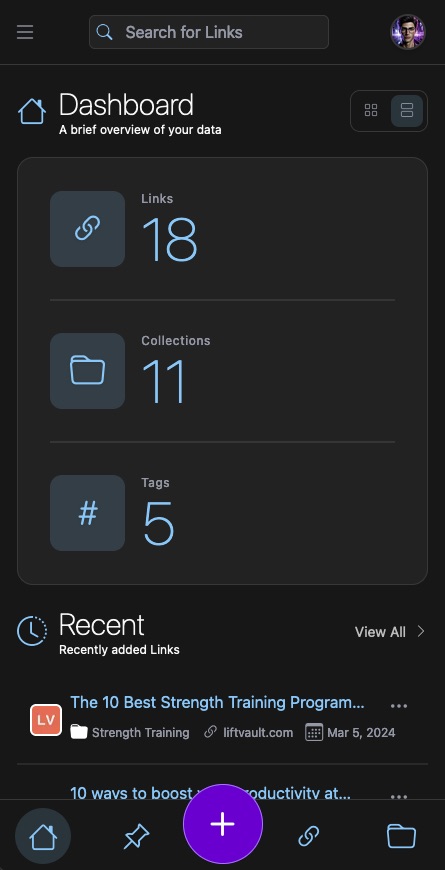 Search for Links
Dashboard
A brief overview of your data
Links
18
Collections
11
#
Tags
5
Recent
Recently added Links
View All
The 10 Best Strength Training Program...
LV
Strength Training liftvault.com Mar 5, 2024
10 ways to boost productivity at...